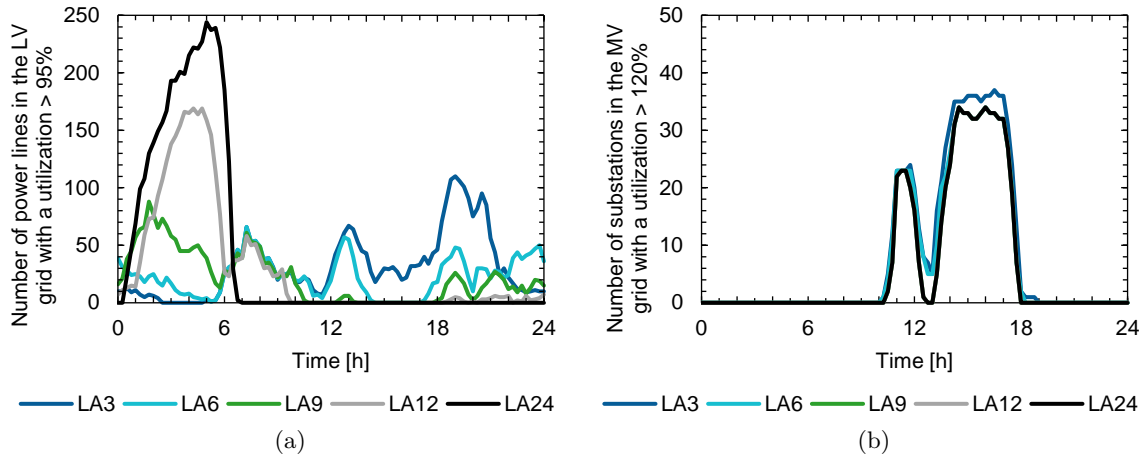 Number of power lines in the LV
grid with a utilization > 95%
250
200
150
100
50
0
0 6 12 18 24
Time [h]
LA3 LA6 LA9 LA12 LA24
(a)
Number of substations in the MV
grid with a utilization > 120%
50
40
30
20
10
0
0 6 12 18 24
Time [h]
LA3 LA6 LA9 LA12 LA24
(b)